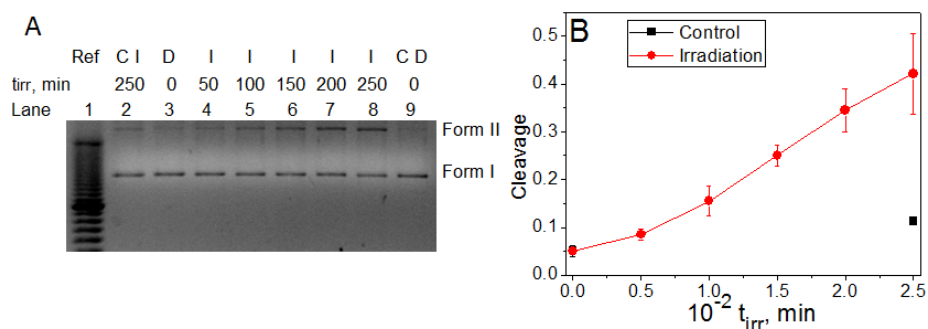 A
Ref C I D I I I I I C D
tirr, min 250 0 50 100 150 200 250 0
Lane 1 2 3 4 5 6 7 8 9
Form II
Form I
B
Control
Irradiation
Cleavage
0.5
0.4
0.3
0.2
0.1
0.0
0.0 0.5 1.0 1.5 2.0 2.5
10⁻² tᵢᵣᵣ, min